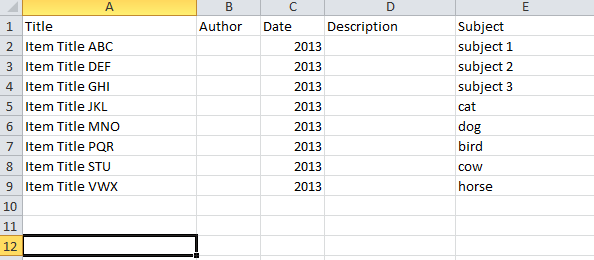 A B C D E
1 Title Author Date Description Subject
2 Item Title ABC 2013 subject 1
3 Item Title DEF 2013 subject 2
4 Item Title GHI 2013 subject 3
5 Item Title JKL 2013 cat
6 Item Title MNO 2013 dog
7 Item Title PQR 2013 bird
8 Item Title STU 2013 cow
9 Item Title VWX 2013 horse
10
11
12